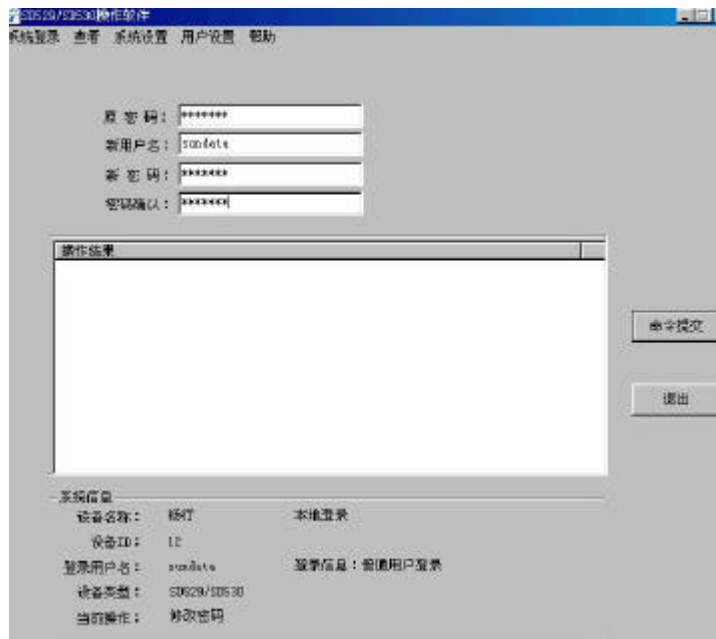 SD529/SD530操作软件
系统登录 查看 系统设置 用户设置 帮助
原 密 码： *******
新用户名： sundata
新 密 码： *******
密码确认： *******
操作结果
命令提交
退出
系统信息
设备名称： 杨行 本地登录
设备ID： 12
登录用户名： sundata 登录信息：普通用户登录
设备类型： SD529/SD530
当前操作： 修改密码